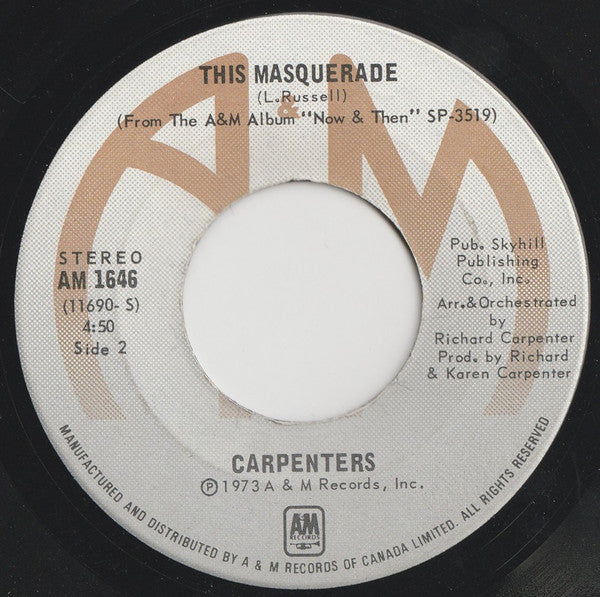 THIS MASQUERADE
(L.Russell)
(From The A&M Album "Now & Then" SP-3519)
A&M
STEREO
AM 1646
(11690- S)
4:50
Side 2
Pub. Skyhill
Publishing
Co., Inc.
Arr.&Orchestrated
by
Richard Carpenter
Prod. by Richard
& Karen Carpenter
CARPENTERS
Ⓟ1973 A & M Records, Inc.
AM
RECORDS
MANUFACTURED AND DISTRIBUTED BY A & M RECORDS OF CANADA LIMITED. ALL RIGHTS RESERVED